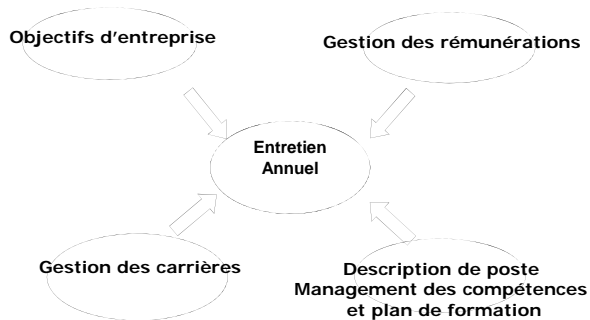 Objectifs d'entreprise
Gestion des rémunérations
Entretien
Annuel
Gestion des carrières
Description de poste
Management des compétences
et plan de formation